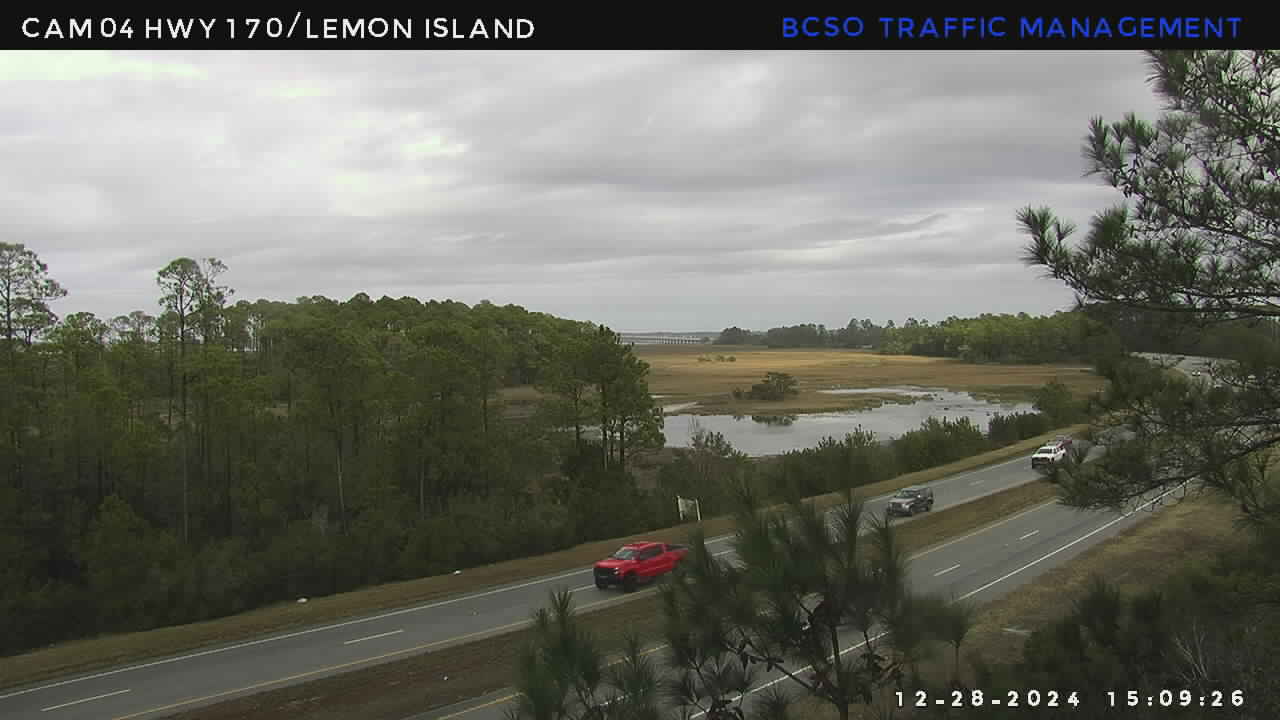 CAM04 HWY 170/LEMON ISLAND
BCSO TRAFFIC MANAGEMENT
12-28-2024 15:09:26